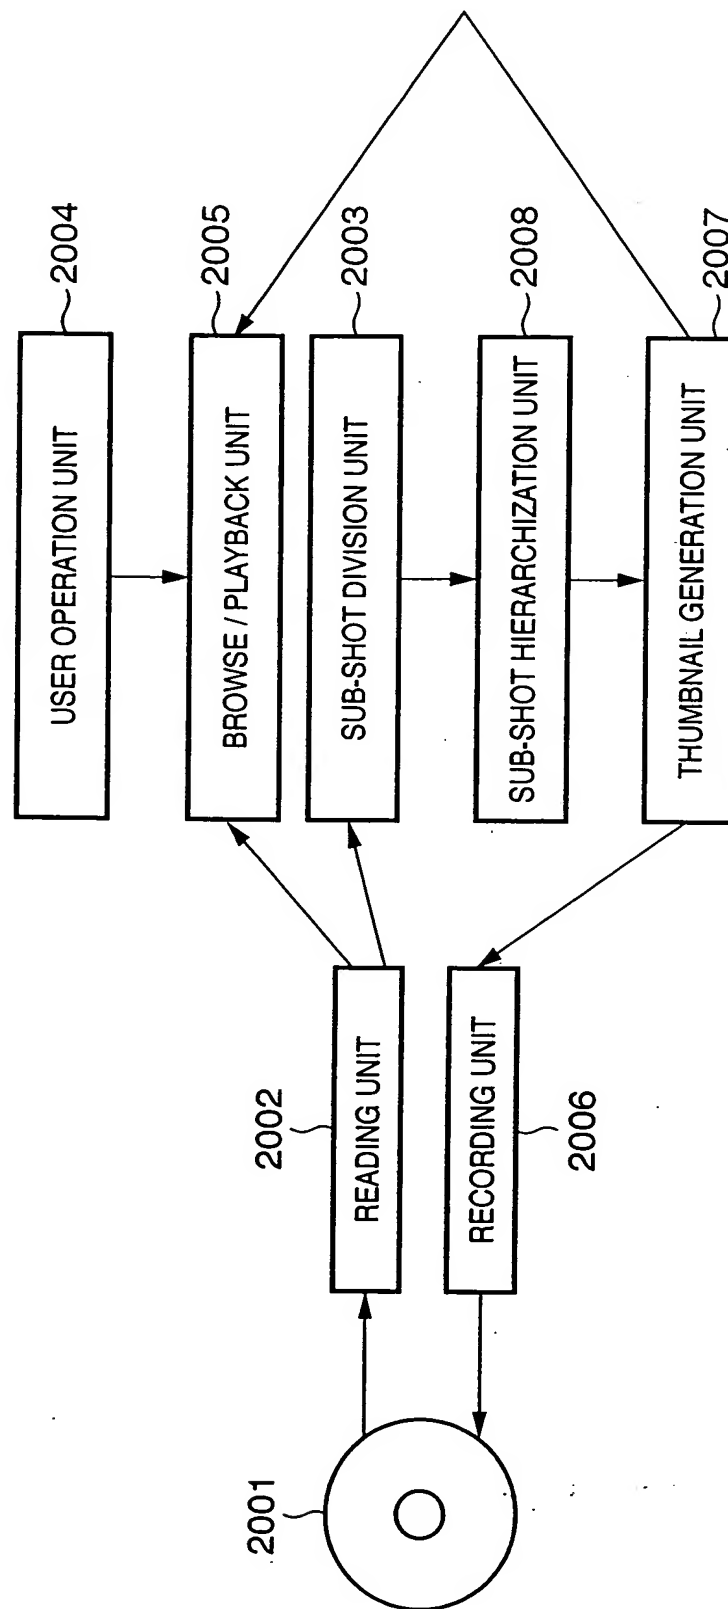 2004
USER OPERATION UNIT
2005
BROWSE / PLAYBACK UNIT
2003
SUB-SHOT DIVISION UNIT
2008
SUB-SHOT HIERARCHIZATION UNIT
2007
THUMBNAIL GENERATION UNIT
2002
READING UNIT
RECORDING UNIT
2006
2001